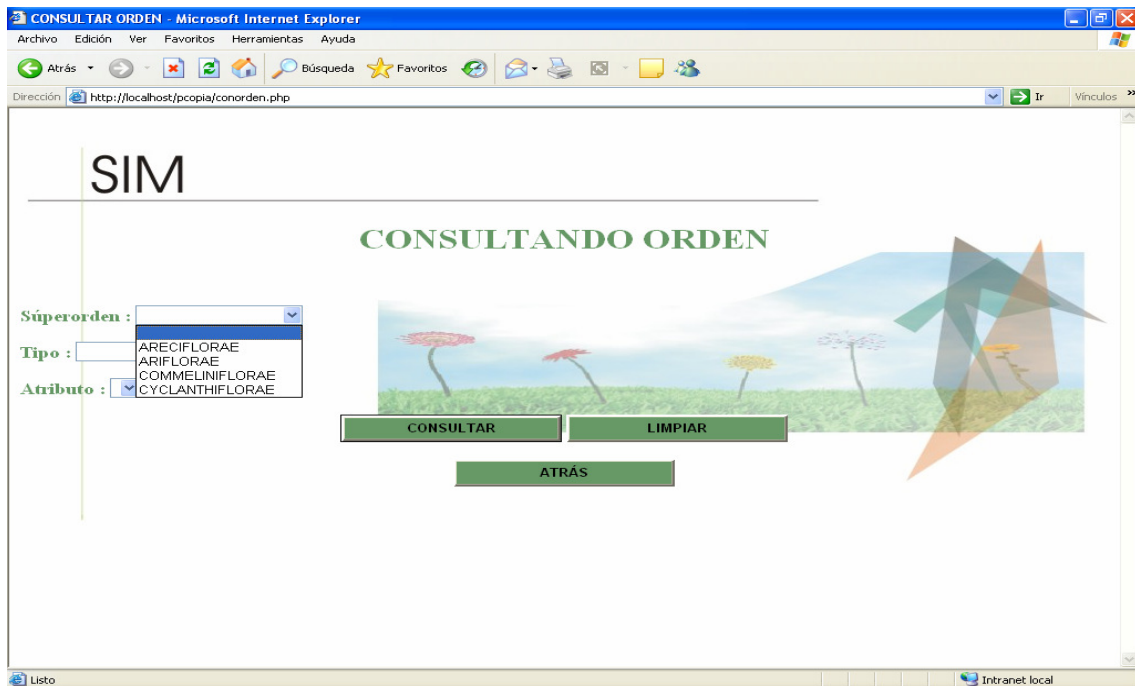 CONSULTAR ORDEN - Microsoft Internet Explorer
Archivo Edición Ver Favoritos Herramientas Ayuda
Atrás Búsqueda Favoritos
Dirección http://localhost/pcopia/conorden.php Ir Vínculos »
SIM
CONSULTANDO ORDEN
Súperorden :
ARECIFLORAE
Tipo :
ARIFLORAE
COMMELINIFLORAE
Atributo :
CYCLANTHIFLORAE
CONSULTAR LIMPIAR
ATRÁS
Listo Intranet local